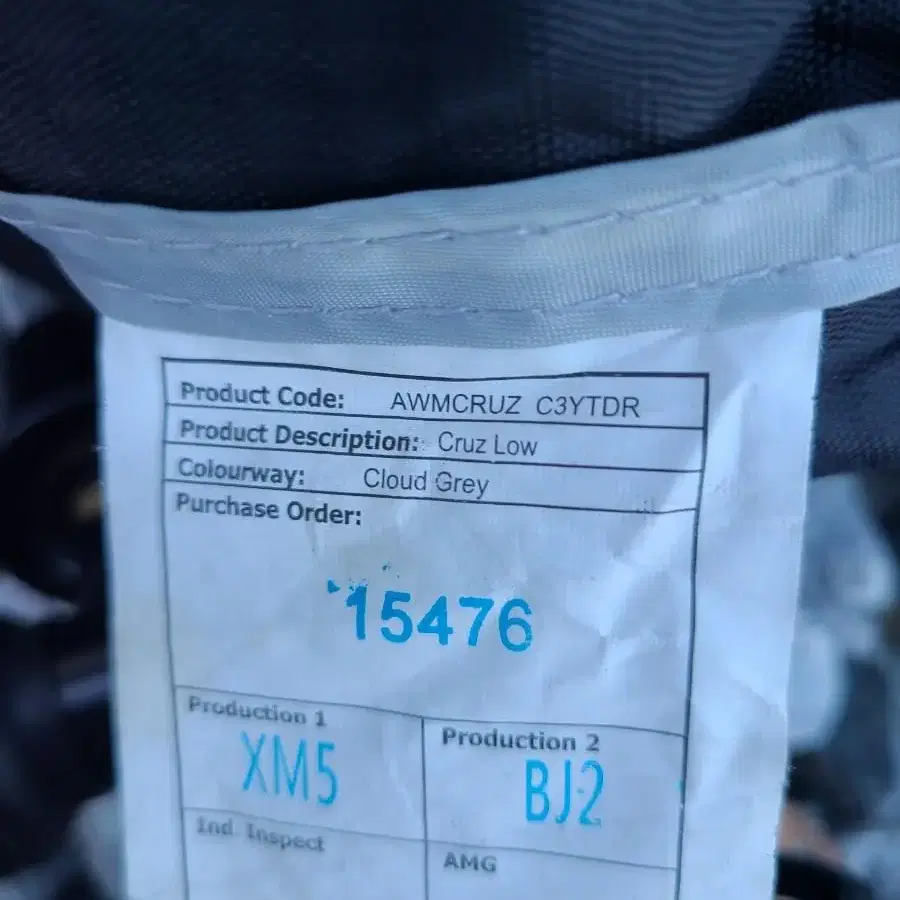 Product Code: AWMCRUZ C3YTDR
Product Description: Cruz Low
Colourway: Cloud Grey
Purchase Order:
15476
Production 1
XM5
Production 2
BJ2
Ind. Inspect
AMG